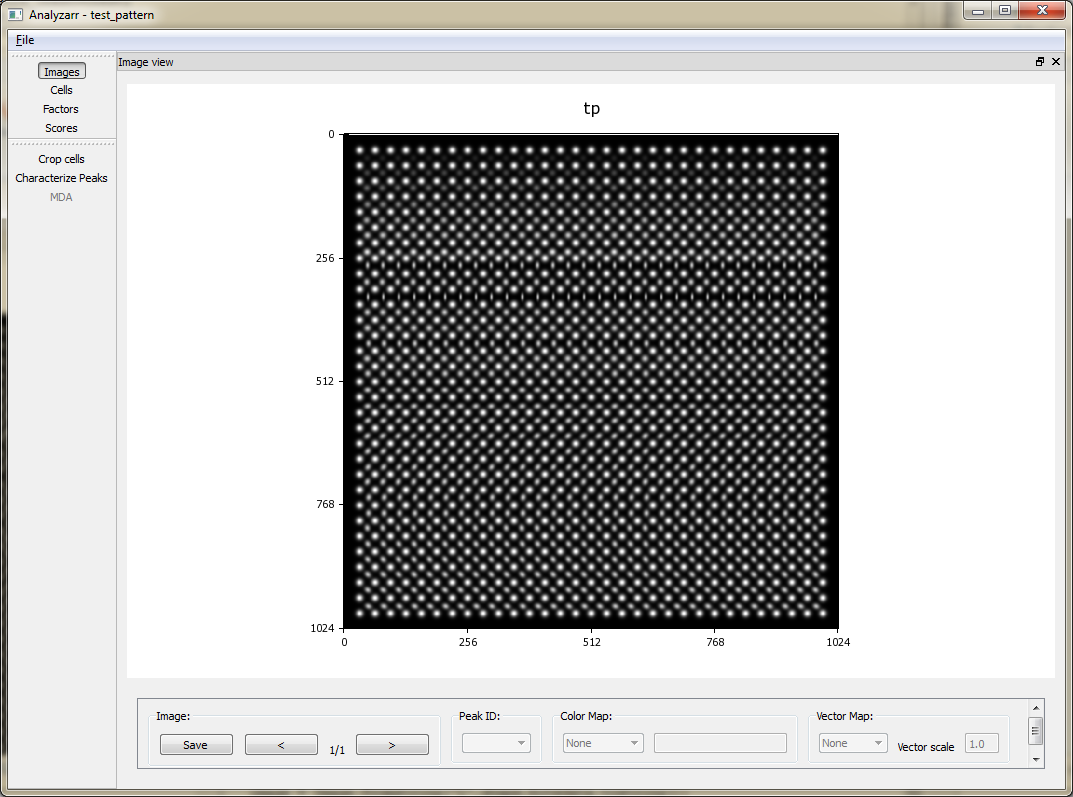 Analyzarr - test_pattern
File
Images
Cells
Factors
Scores
Crop cells
Characterize Peaks
MDA
Image view
tp
0
256
512
768
1024
0 256 512 768 1024
Image: Peak ID: Color Map: Vector Map:
Save < 1/1 > None None Vector scale 1.0